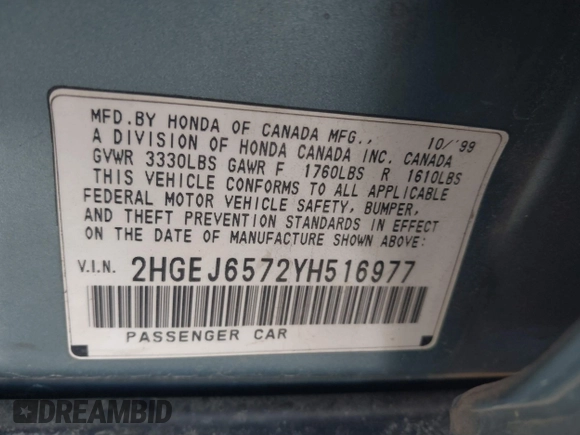 MFD. BY HONDA OF CANADA MFG., 10/'99
A DIVISION OF HONDA CANADA INC. CANADA
GVWR 3330LBS GAWR F 1760LBS R 1610LBS
THIS VEHICLE CONFORMS TO ALL APPLICABLE
FEDERAL MOTOR VEHICLE SAFETY, BUMPER,
AND THEFT PREVENTION STANDARDS IN EFFECT
ON THE DATE OF MANUFACTURE SHOWN ABOVE:
V.I.N. 2HGEJ6572YH516977
PASSENGER CAR
DREAMBID